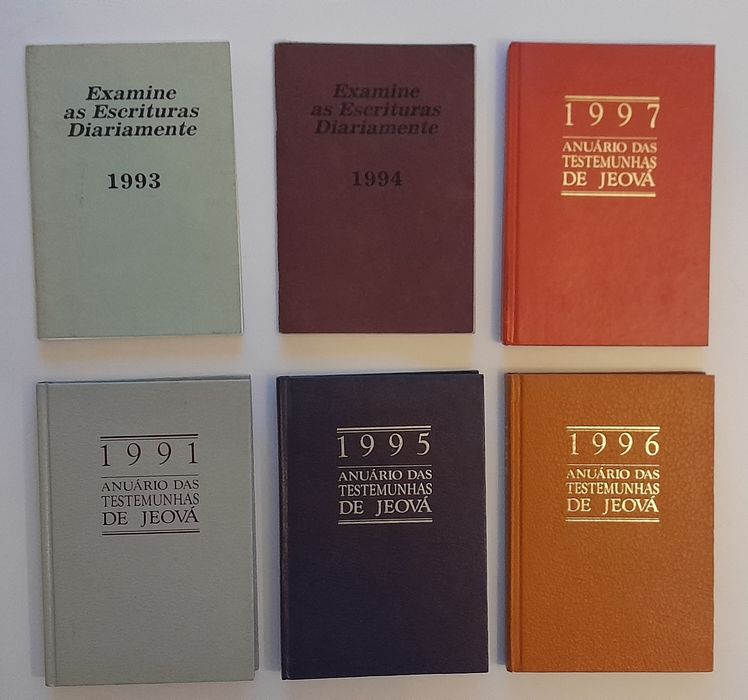 Examine
as Escrituras
Diariamente
1993
Examine
as Escrituras
Diariamente
1994
1997
ANUÁRIO DAS
TESTEMUNHAS
DE JEOVÁ
1991
ANUÁRIO DAS
TESTEMUNHAS
DE JEOVÁ
1995
ANUÁRIO DAS
TESTEMUNHAS
DE JEOVÁ
1996
ANUÁRIO DAS
TESTEMUNHAS
DE JEOVÁ